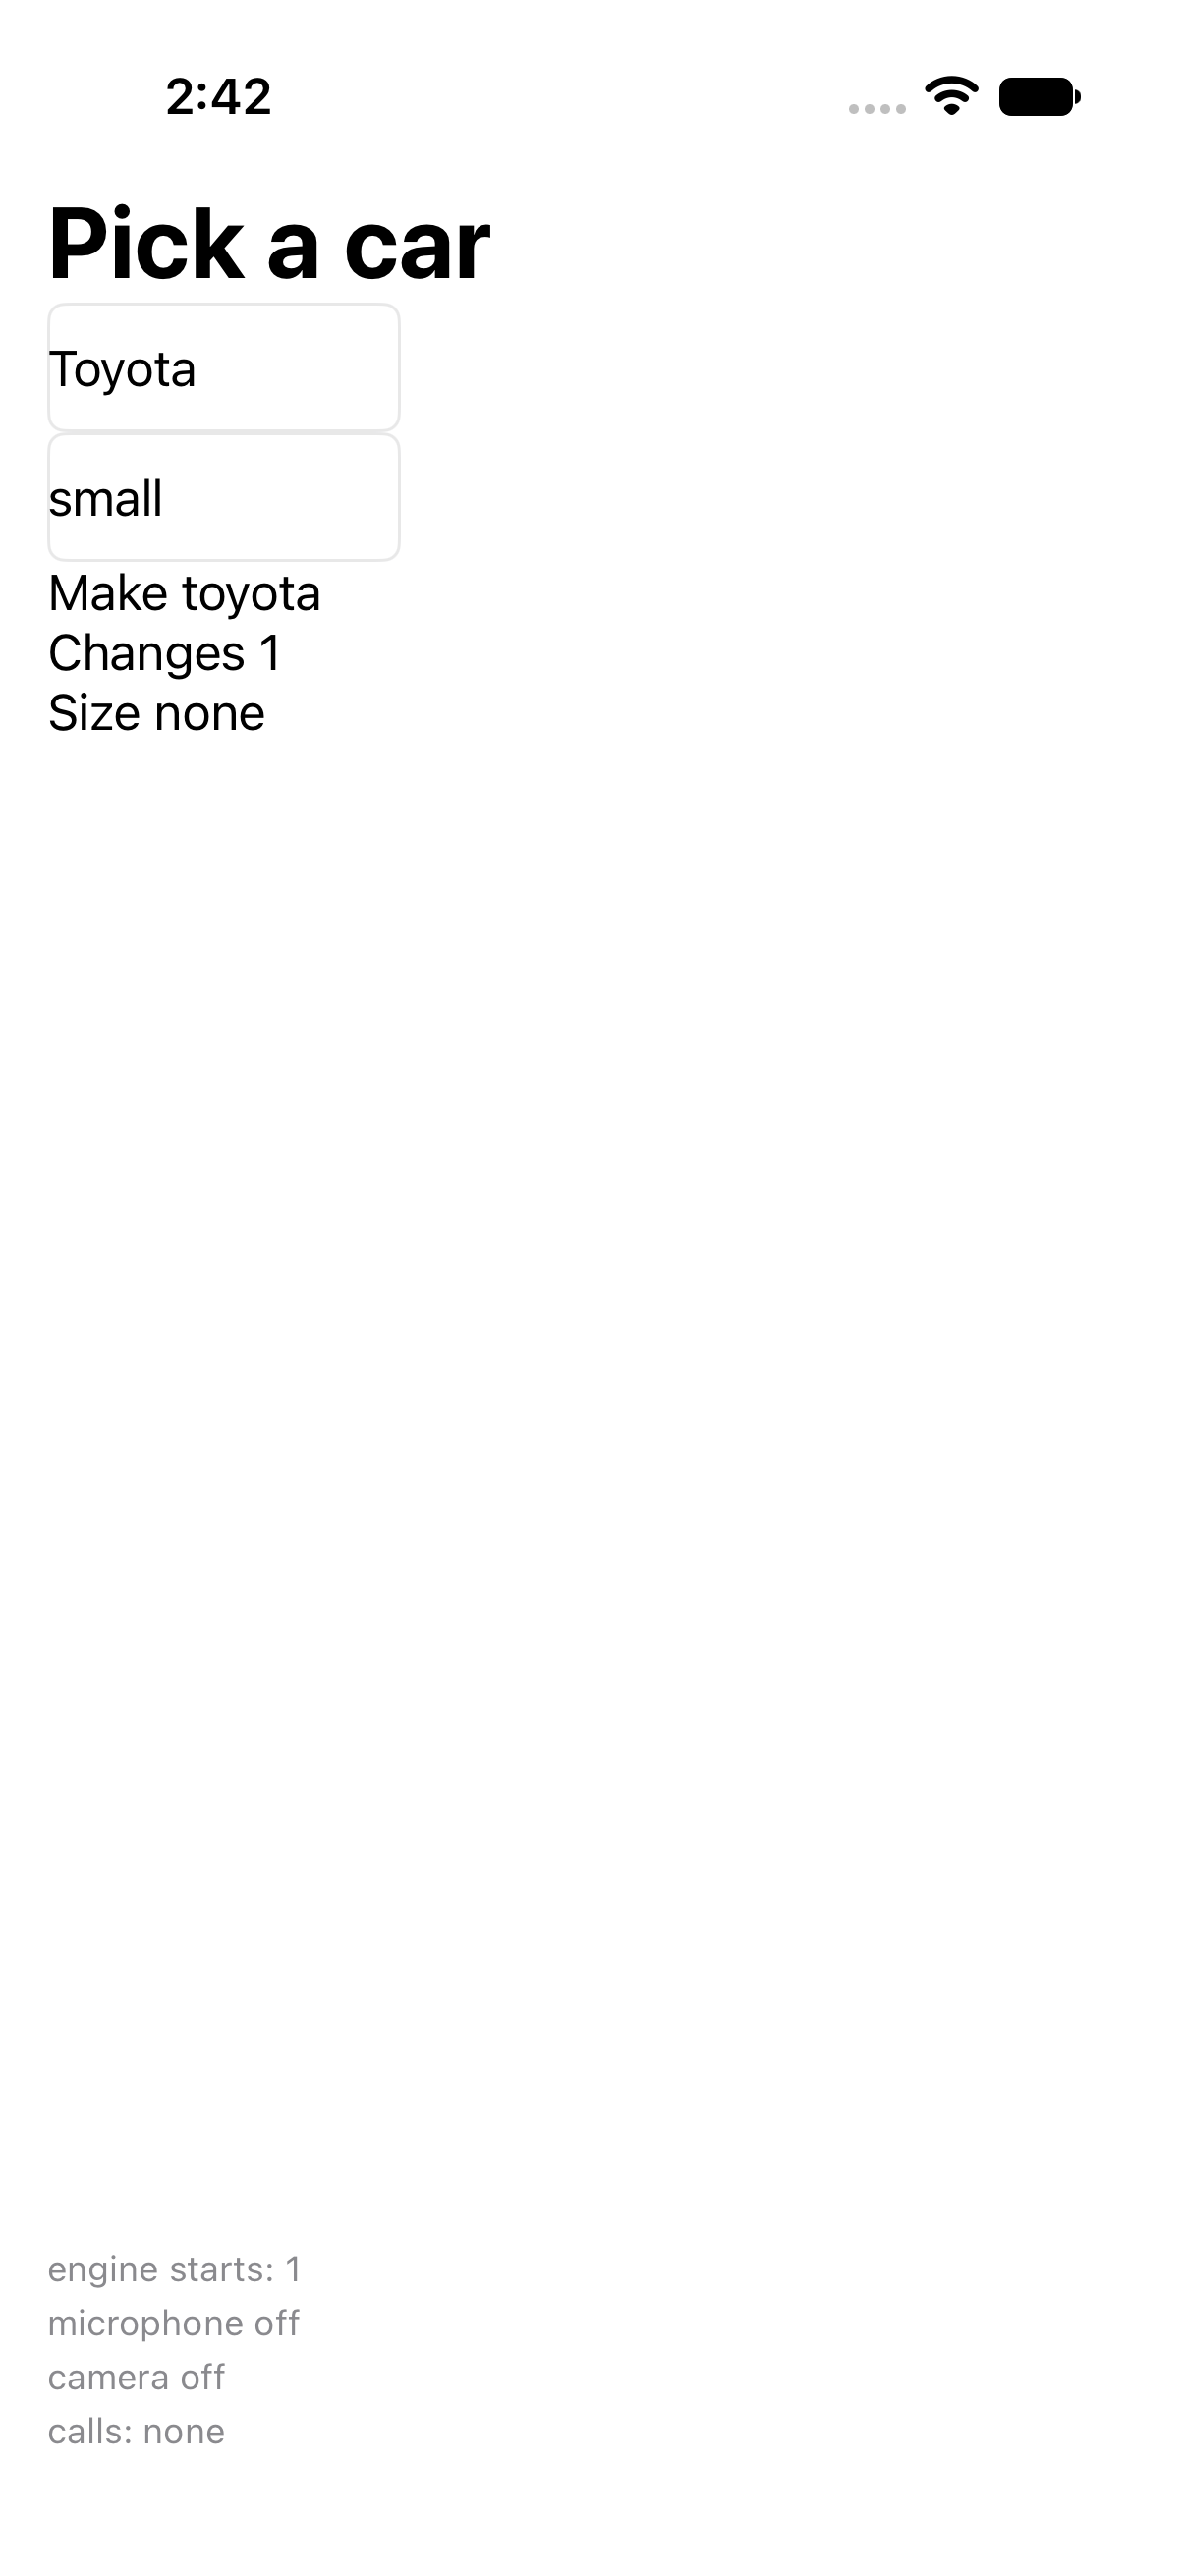 2:42
Pick a car
Toyota
small
Make toyota
Changes 1
Size none
engine starts: 1
microphone off
camera off
calls: none